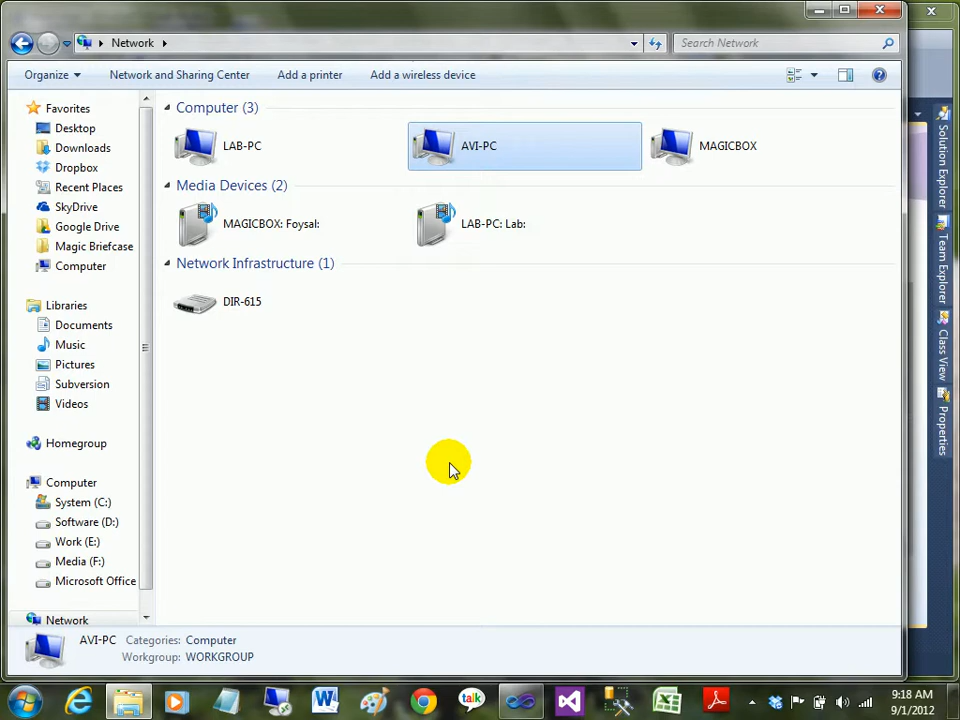 Network
Search Network
Organize
Network and Sharing Center
Add a printer
Add a wireless device
Favorites
Desktop
Downloads
Dropbox
Recent Places
SkyDrive
Google Drive
Magic Briefcase
Computer
Libraries
Documents
Music
Pictures
Subversion
Videos
Homegroup
Computer
System (C:)
Software (D:)
Work (E:)
Media (F:)
Microsoft Office
Network
Computer (3)
LAB-PC
AVI-PC
MAGICBOX
Media Devices (2)
MAGICBOX: Foysal:
LAB-PC: Lab:
Network Infrastructure (1)
DIR-615
Solution Explorer
Team Explorer
Class View
Properties
AVI-PC
Categories: Computer
Workgroup: WORKGROUP
talk
9:18 AM
9/1/2012